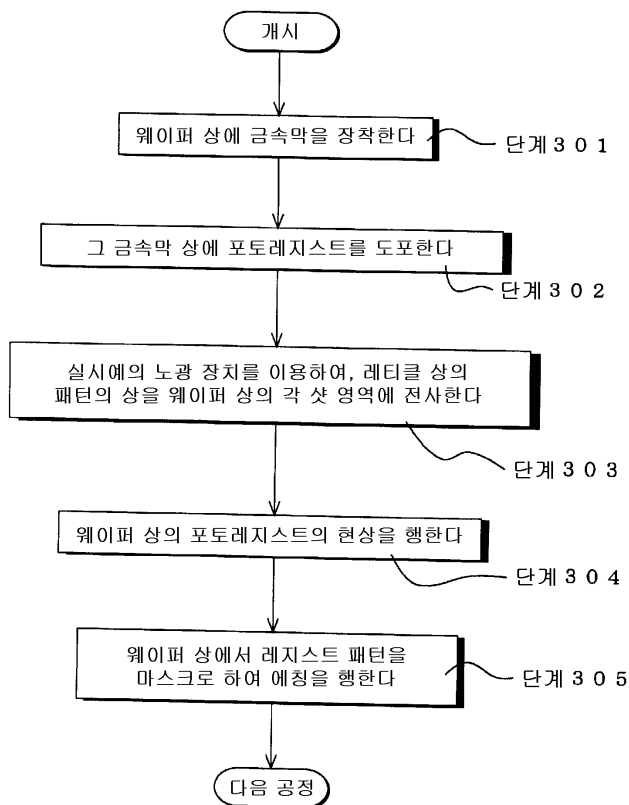 개시
웨이퍼 상에 금속막을 장착한다
단계301
그 금속막 상에 포토레지스트를 도포한다
단계302
실시예의 노광 장치를 이용하여, 레티클 상의
패턴의 상을 웨이퍼 상의 각 샷 영역에 전사한다
단계303
웨이퍼 상의 포토레지스트의 현상을 행한다
단계304
웨이퍼 상에서 레지스트 패턴을
마스크로 하여 에칭을 행한다
단계305
다음 공정